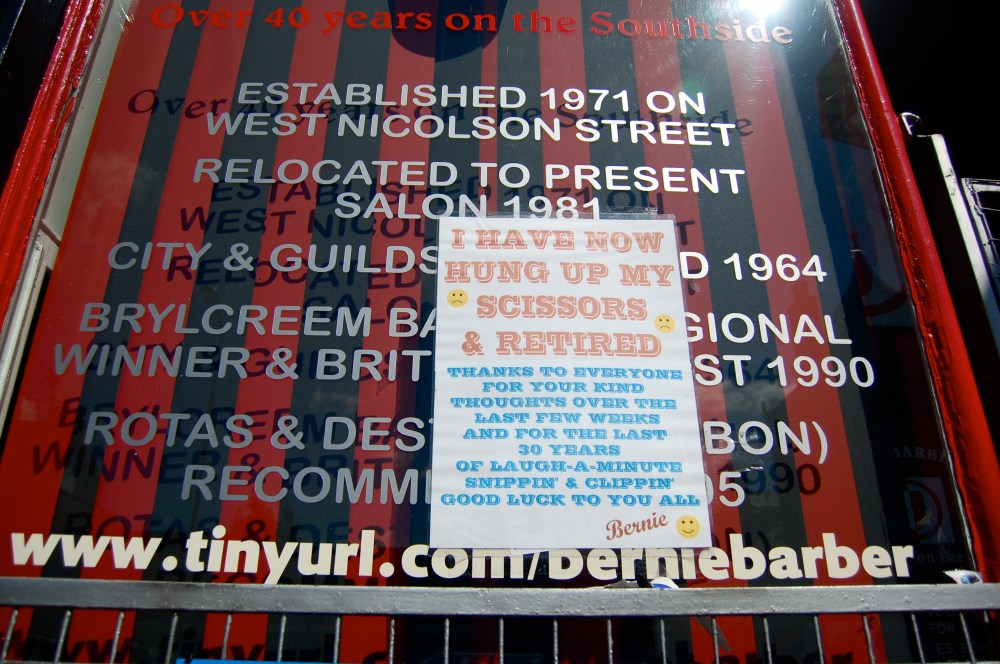 Over 40 years on the Southside
ESTABLISHED 1971 ON
WEST NICOLSON STREET
RELOCATED TO PRESENT
SALON 1981
CITY & GUILDS D 1964
BRYLCREEM BA GIONAL
WINNER & BRIT ST 1990
ROTAS & DES BON)
RECOMM 05
www.tinyurl.com/berniebarber
I HAVE NOW
HUNG UP MY
SCISSORS
& RETIRED
THANKS TO EVERYONE
FOR YOUR KIND
THOUGHTS OVER THE
LAST FEW WEEKS
AND FOR THE LAST
30 YEARS
OF LAUGH-A-MINUTE
SNIPPIN' & CLIPPIN'
GOOD LUCK TO YOU ALL
Bernie